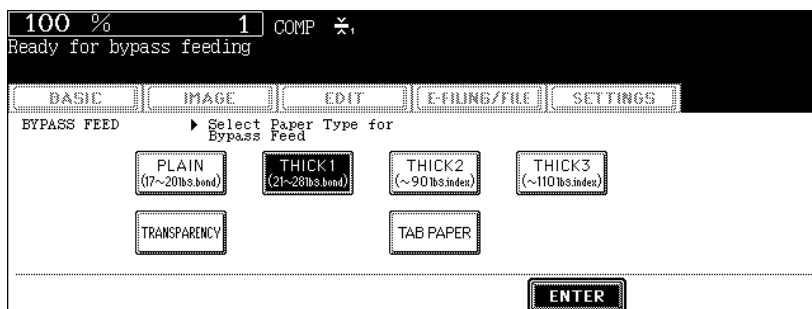 100 % 1 COMP 1
Ready for bypass feeding
BASIC IMAGE EDIT E-FILING/FILE SETTINGS
BYPASS FEED ▶ Select Paper Type for
Bypass Feed
PLAIN THICK1 THICK2 THICK3
(17~20lbs.bond) (21~28lbs.bond) (~90lbs.index) (~110lbs.index)
TRANSPARENCY TAB PAPER
ENTER